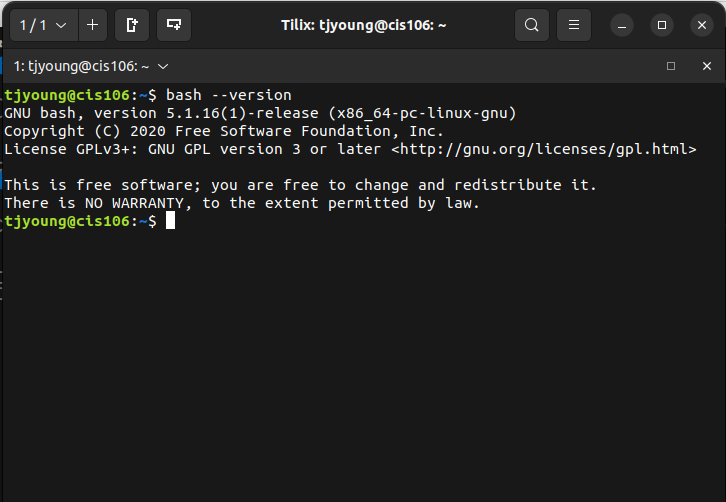 1 / 1
Tilix: tjyoung@cis106: ~
1: tjyoung@cis106: ~
tjyoung@cis106:~$ bash --version
GNU bash, version 5.1.16(1)-release (x86_64-pc-linux-gnu)
Copyright (C) 2020 Free Software Foundation, Inc.
License GPLv3+: GNU GPL version 3 or later <http://gnu.org/licenses/gpl.html>

This is free software; you are free to change and redistribute it.
There is NO WARRANTY, to the extent permitted by law.
tjyoung@cis106:~$